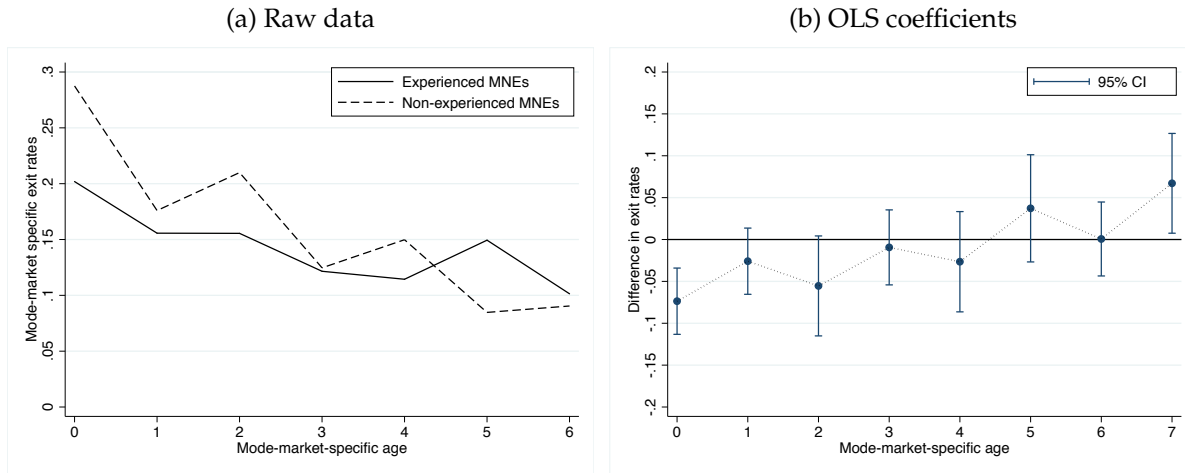 (a) Raw data
Mode-market specific exit rates
.3
.25
.2
.15
.1
.05
0
Experienced MNEs
Non-experienced MNEs
0 1 2 3 4 5 6
Mode-market-specific age
(b) OLS coefficients
Difference in exit rates
.2
.15
.1
.05
0
-.05
-.1
-.15
-.2
95% CI
0 1 2 3 4 5 6 7
Mode-market-specific age